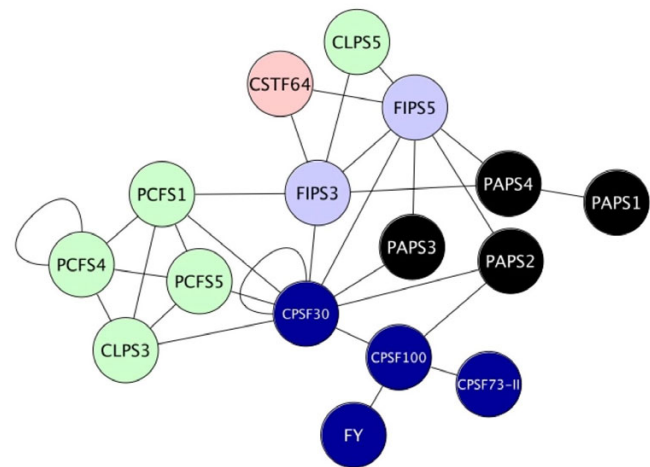 CLPS5
CSTF64
FIPS5
PCFS1
FIPS3
PAPS4
PAPS1
PCFS4
PCFS5
PAPS3
PAPS2
CPSF30
CLPS3
CPSF100
CPSF73-II
FY